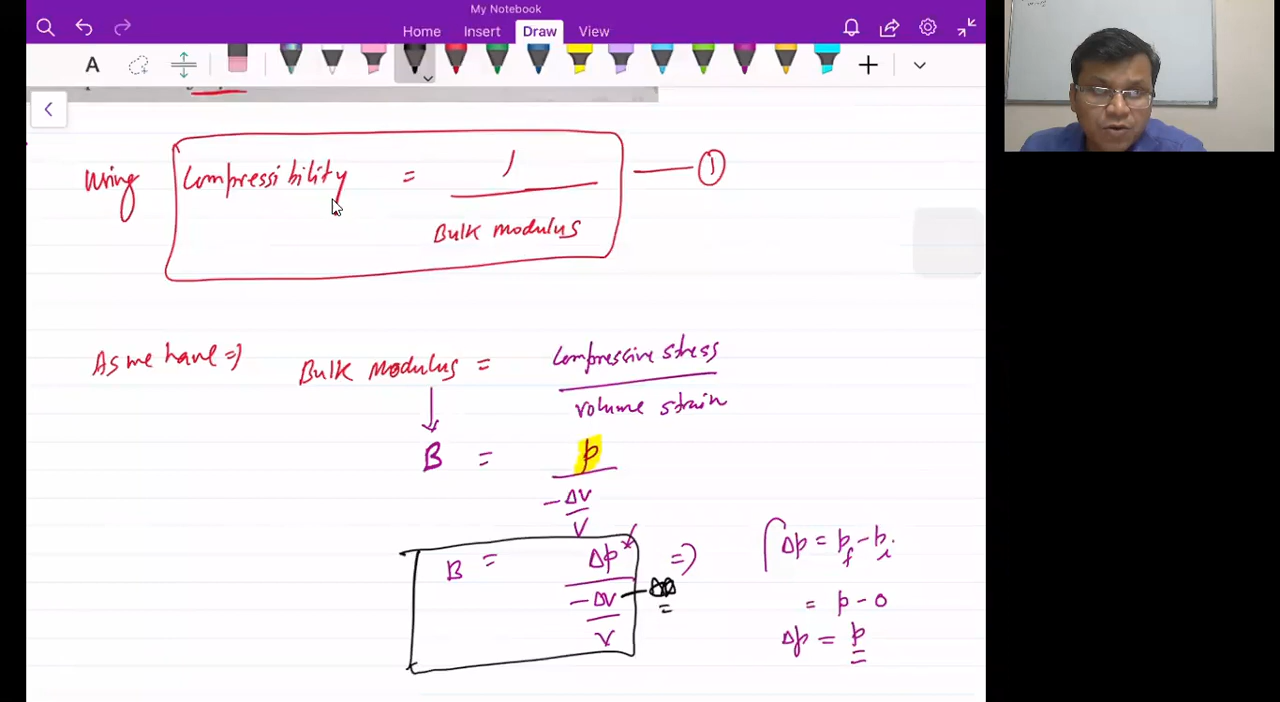 My Notebook
Home Insert Draw View
A
Using Compressibility = 1 / Bulk modulus —— ①
As we have => Bulk Modulus = Compressive stress / volume strain
↓
B = p / (-Δv / v)
B = Δp / (-Δv / v) => Δp = pf - pi
= p - 0
Δp = p